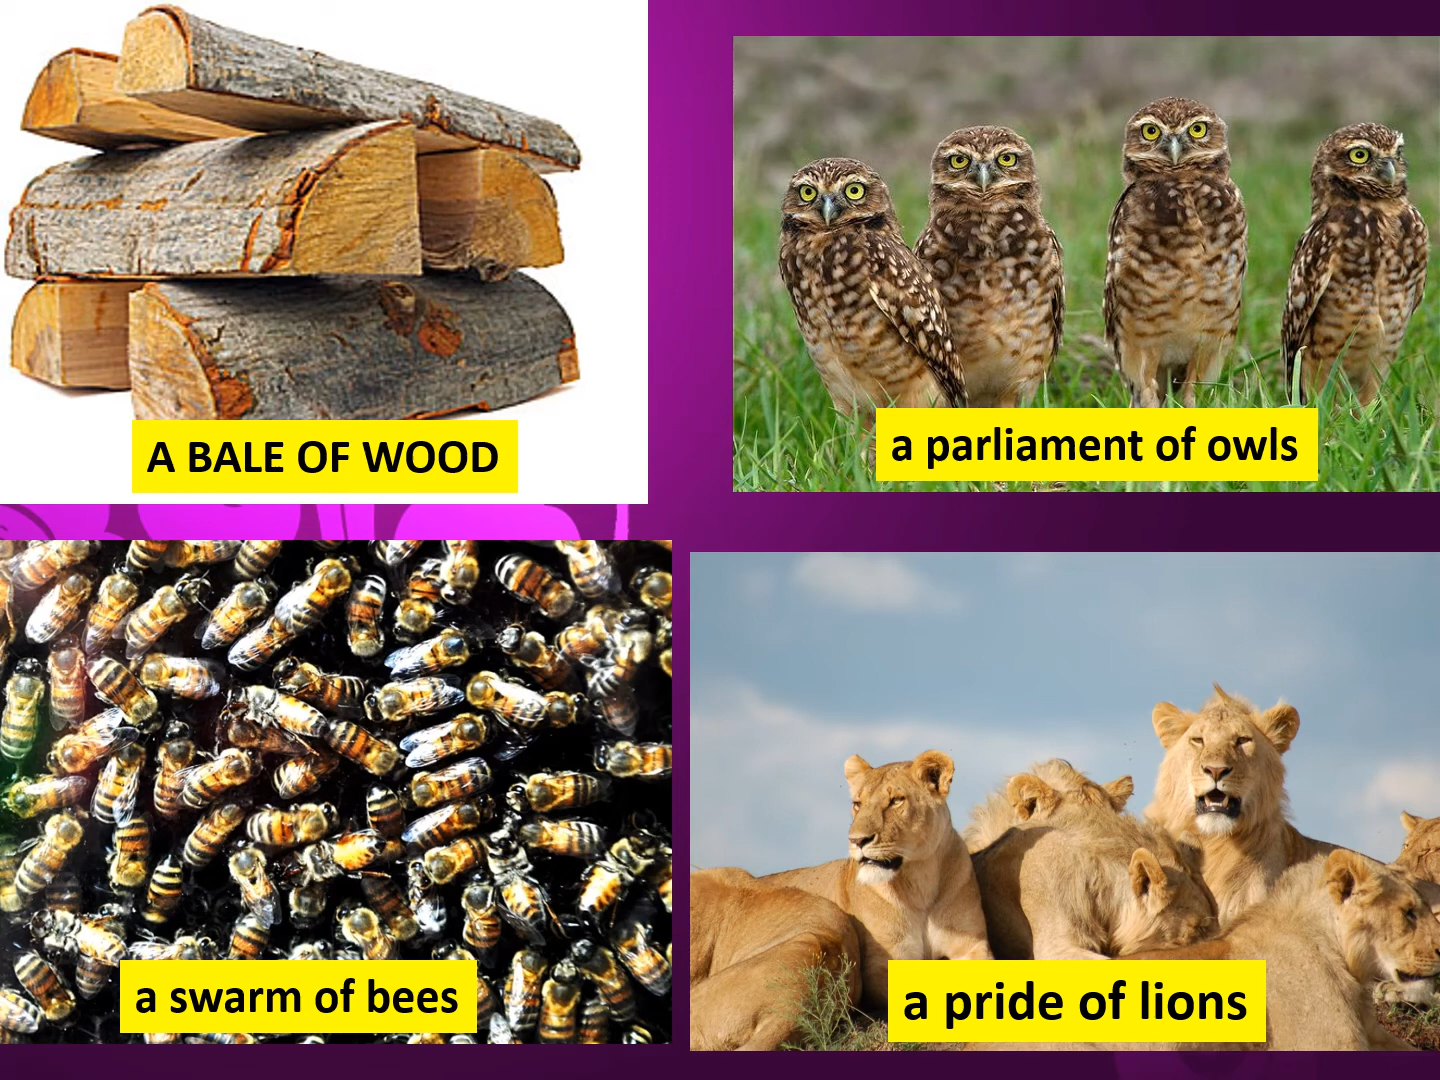 A BALE OF WOOD
a parliament of owls
a swarm of bees
a pride of lions